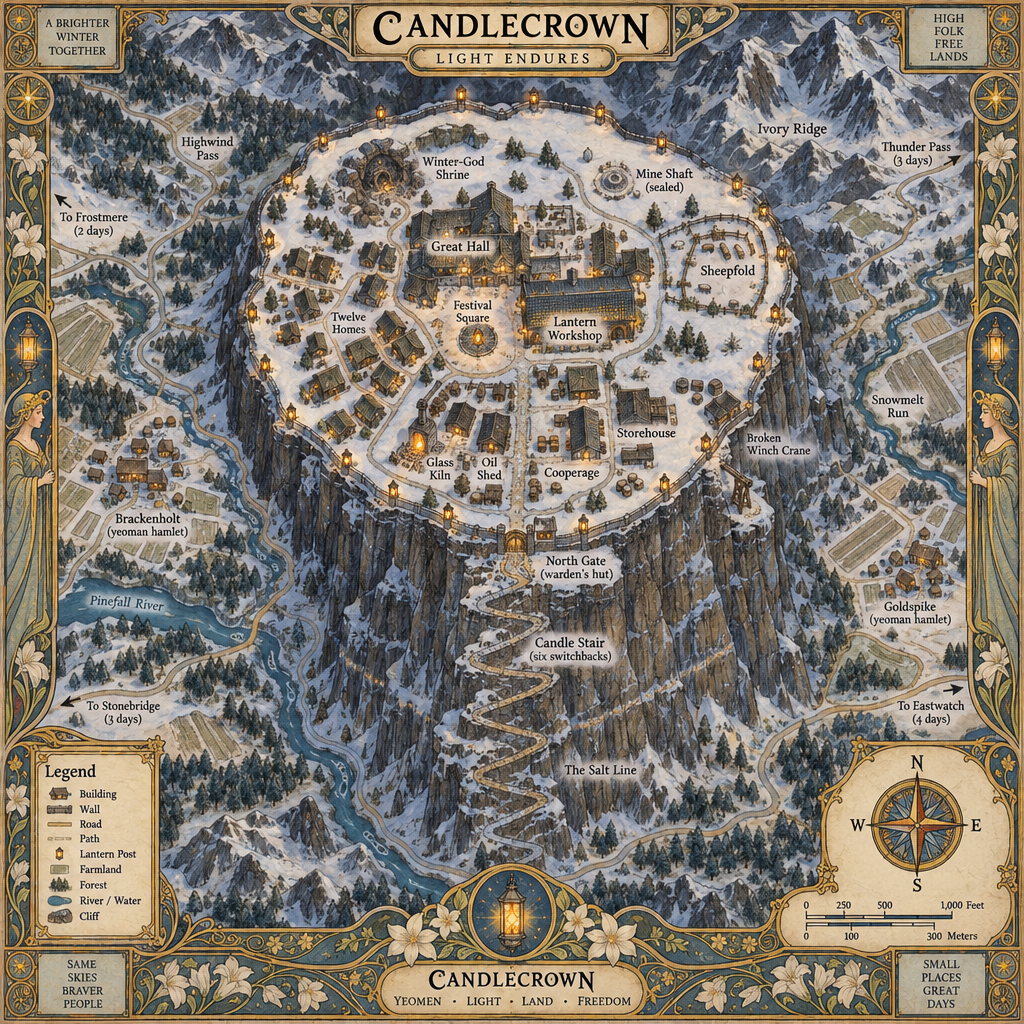 A BRIGHTER
WINTER
TOGETHER
CANDLECROWN
LIGHT ENDURES
HIGH
FOLK
FREE
LANDS
Highwind
Pass
Ivory Ridge
Thunder Pass
(3 days)
Winter-God
Shrine
Mine Shaft
(sealed)
To Frostmere
(2 days)
Great Hall
Sheepfold
Festival
Square
Twelve
Homes
Lantern
Workshop
Snowmelt
Run
Storehouse
Broken
Winch Crane
Glass
Kiln
Oil
Shed
Cooperage
Brackenholt
(yeoman hamlet)
North Gate
(warden's hut)
Pinefall River
Goldspike
(yeoman hamlet)
Candle Stair
(six switchbacks)
To Stonebridge
(3 days)
To Eastwatch
(4 days)
The Salt Line
Legend
Building
Wall
Road
Path
Lantern Post
Farmland
Forest
River / Water
Cliff
N
W
E
S
0 250 500 1,000 Feet
0 100 300 Meters
SAME
SKIES
BRAVER
PEOPLE
CANDLECROWN
YEOMEN • LIGHT • LAND • FREEDOM
SMALL
PLACES
GREAT
DAYS